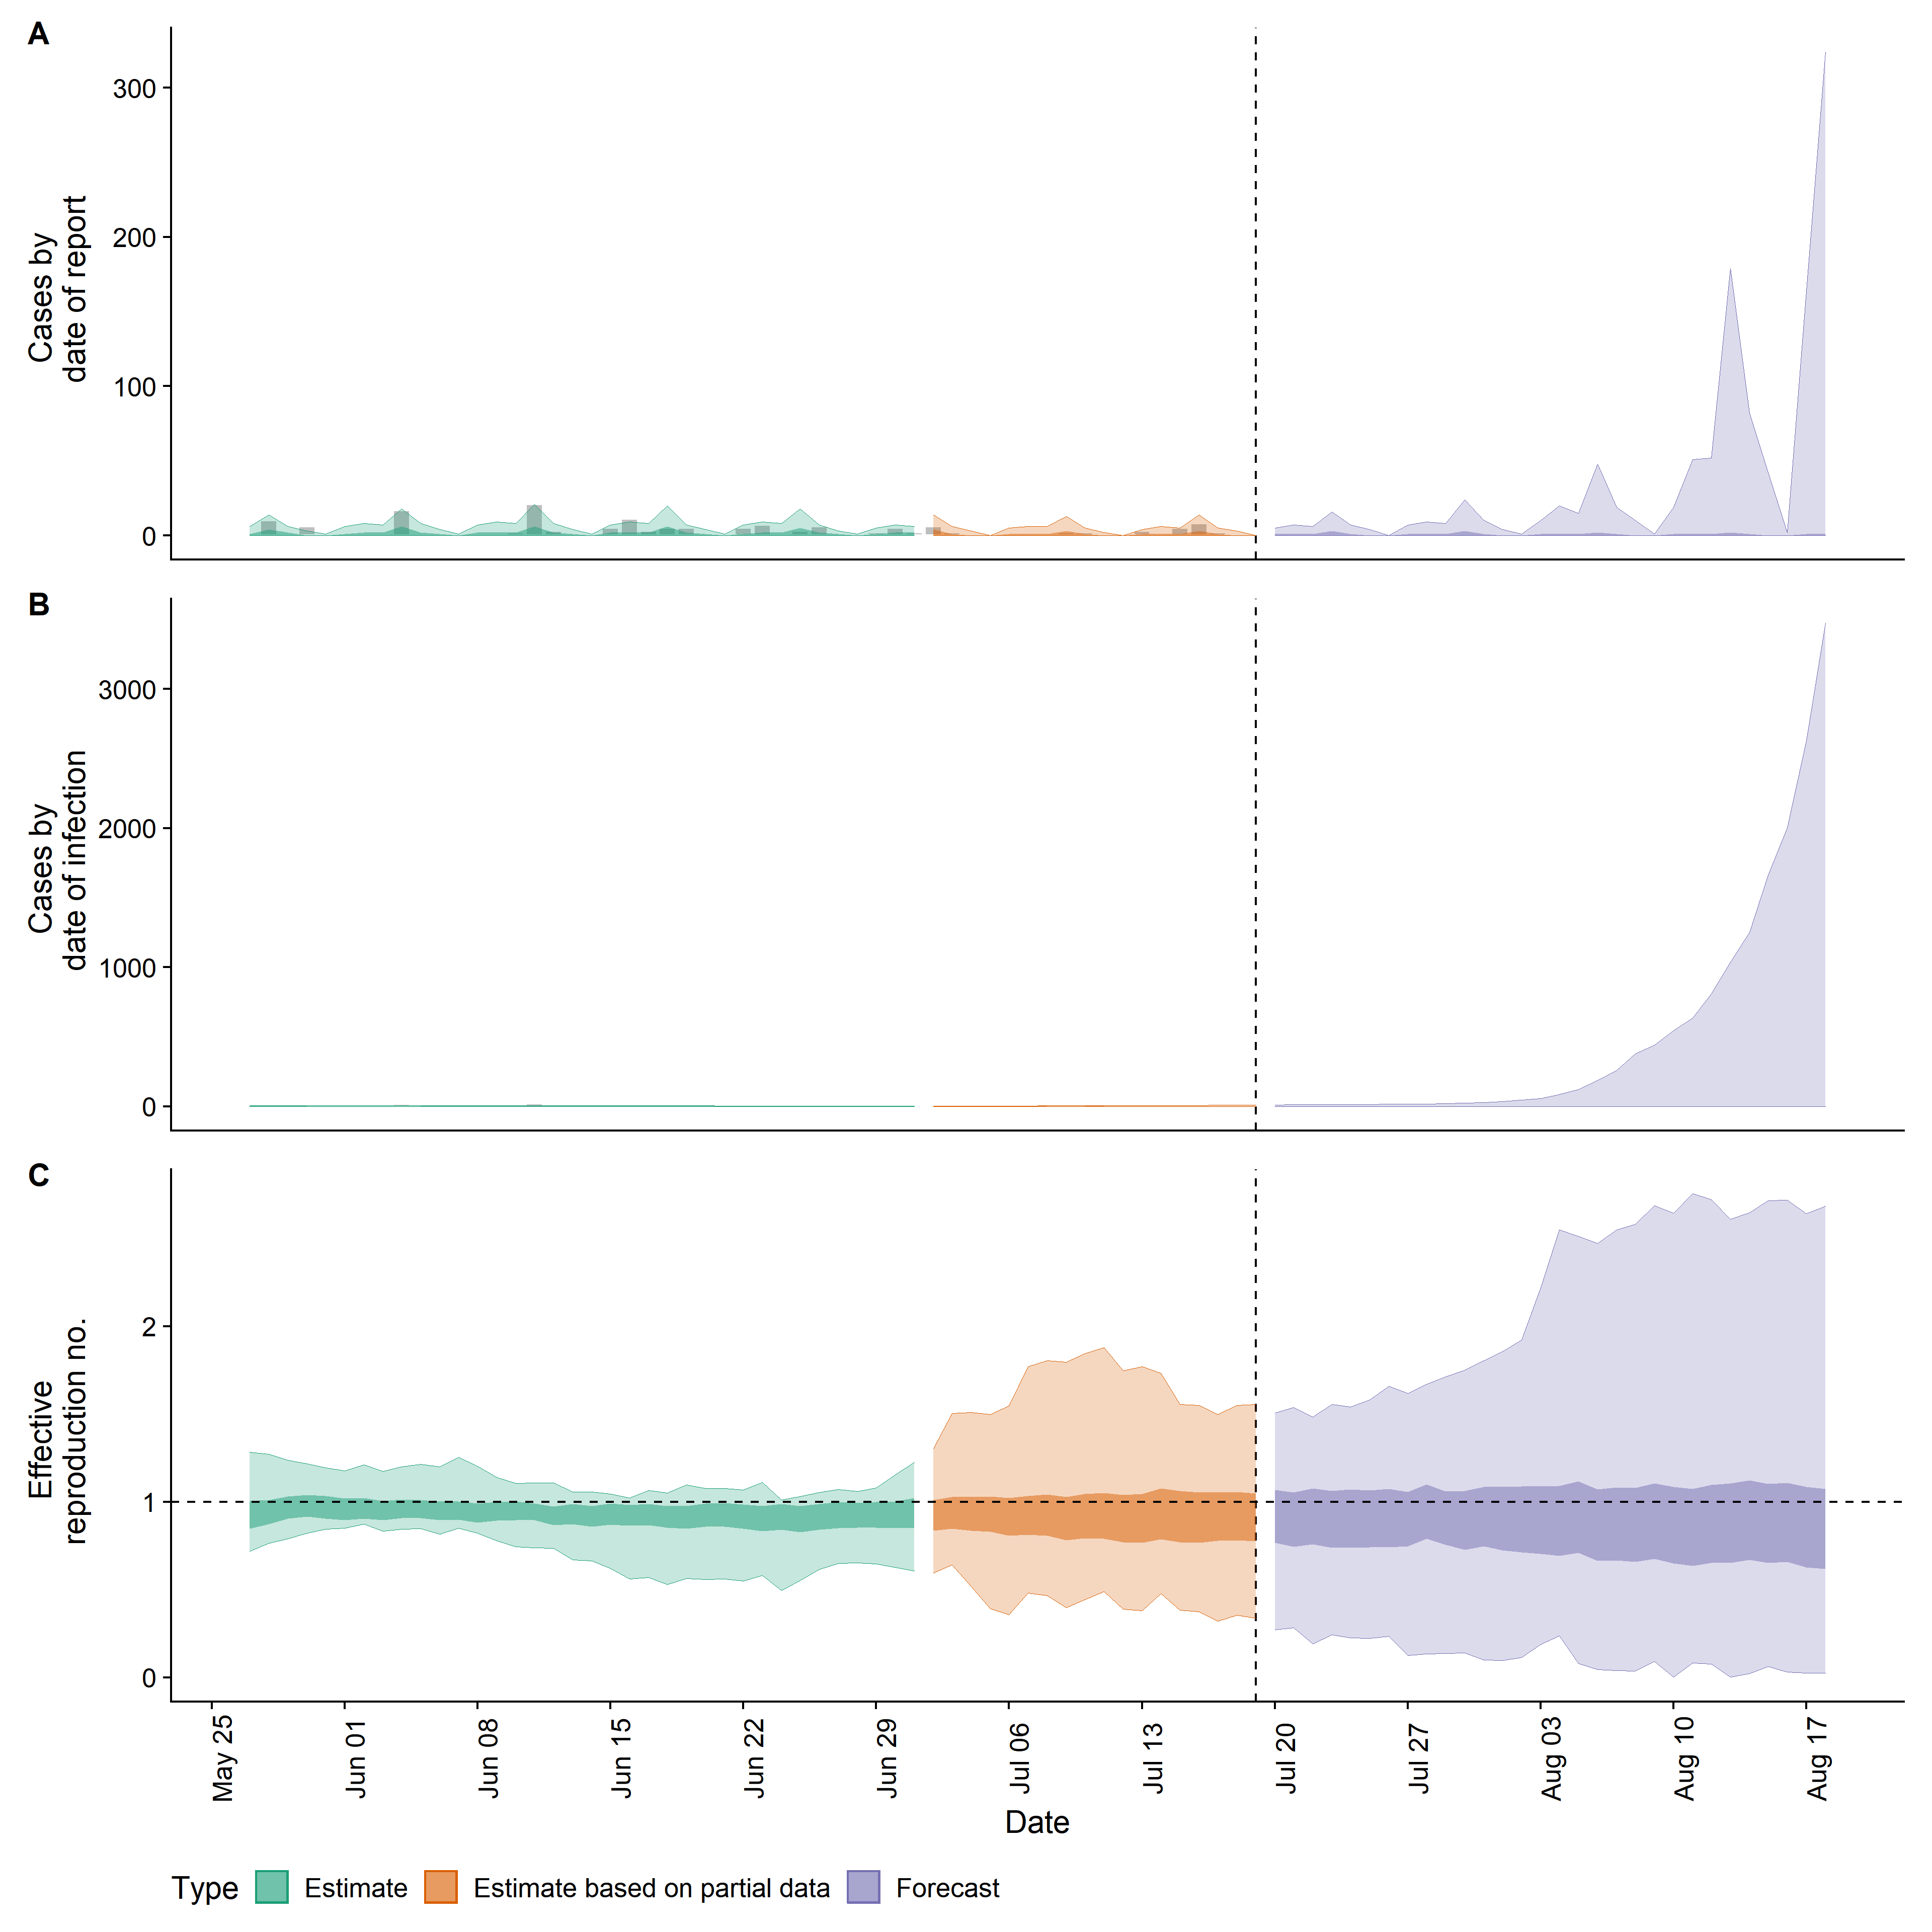 A
Cases by
date of report
300
200
100
0
B
Cases by
date of infection
3000
2000
1000
0
C
Effective
reproduction no.
2
1
0
May 25
Jun 01
Jun 08
Jun 15
Jun 22
Jun 29
Jul 06
Jul 13
Jul 20
Jul 27
Aug 03
Aug 10
Aug 17
Date
Type Estimate Estimate based on partial data Forecast